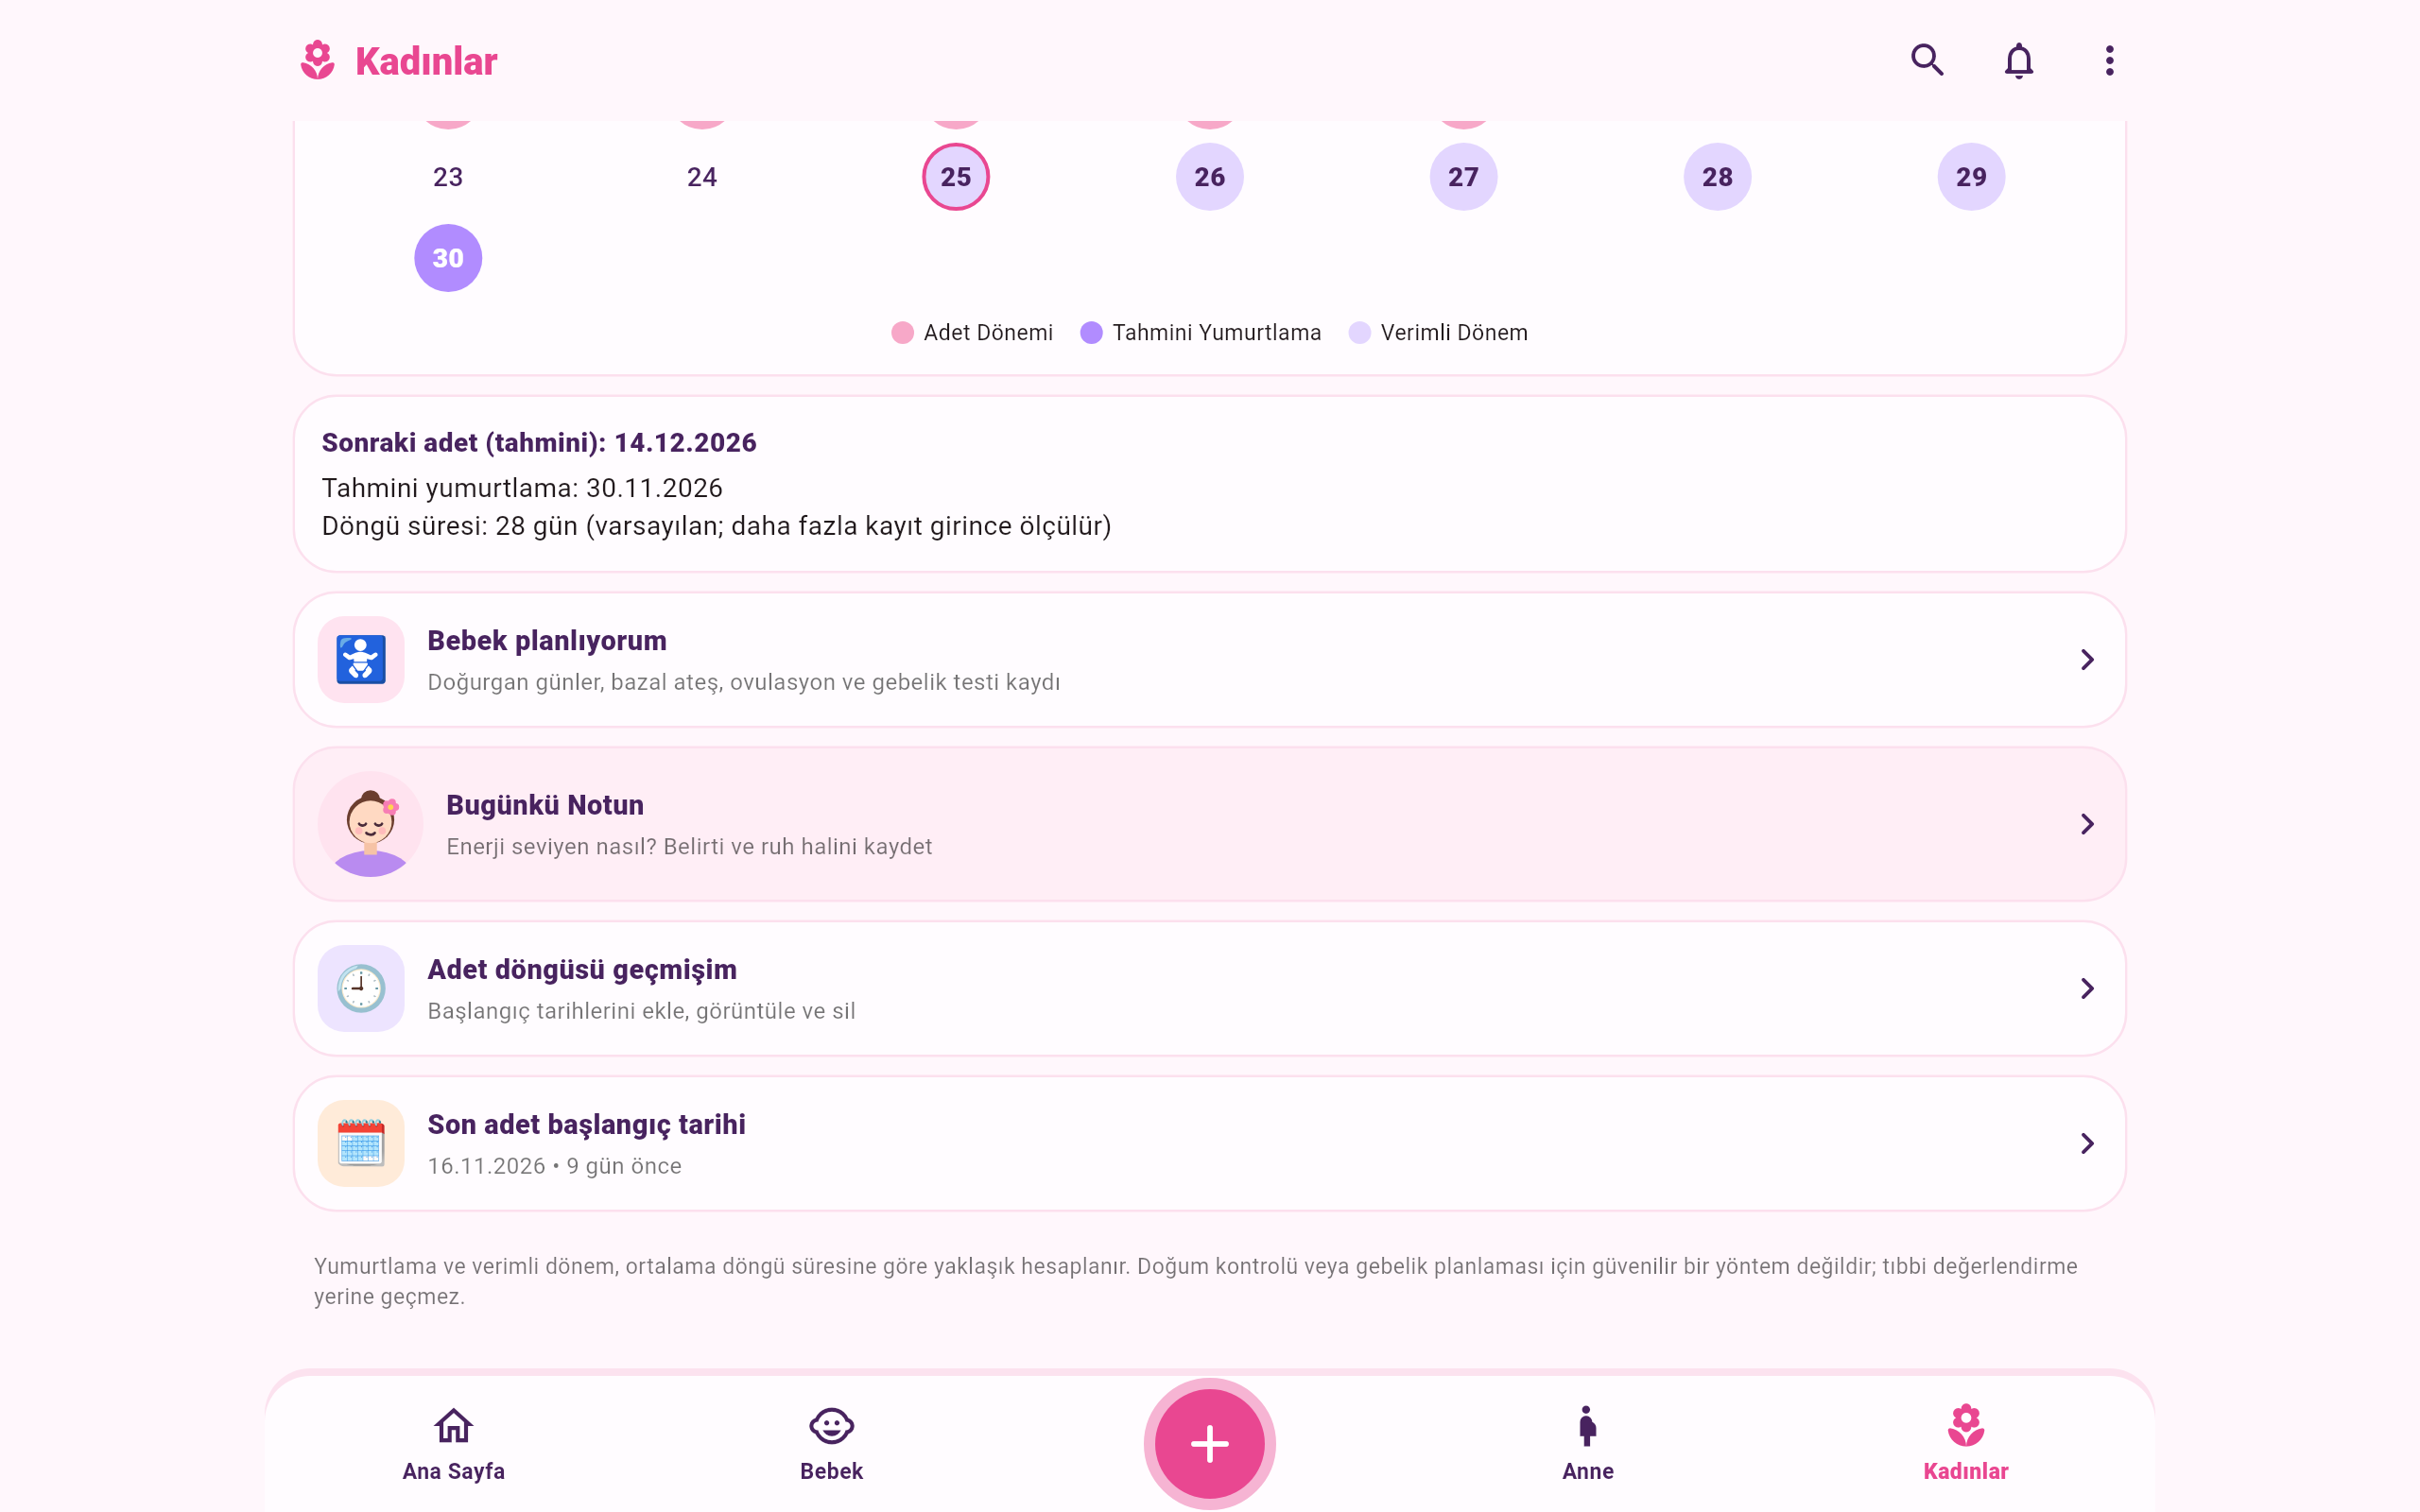 Kadınlar
23 24 25 26 27 28 29
30
Adet Dönemi Tahmini Yumurtlama Verimli Dönem
Sonraki adet (tahmini): 14.12.2026
Tahmini yumurtlama: 30.11.2026
Döngü süresi: 28 gün (varsayılan; daha fazla kayıt girince ölçülür)
Bebek planlıyorum
Doğurgan günler, bazal ateş, ovulasyon ve gebelik testi kaydı
Bugünkü Notun
Enerji seviyen nasıl? Belirti ve ruh halini kaydet
Adet döngüsü geçmişim
Başlangıç tarihlerini ekle, görüntüle ve sil
Son adet başlangıç tarihi
16.11.2026 • 9 gün önce
Yumurtlama ve verimli dönem, ortalama döngü süresine göre yaklaşık hesaplanır. Doğum kontrolü veya gebelik planlaması için güvenilir bir yöntem değildir; tıbbi değerlendirme
yerine geçmez.
Ana Sayfa Bebek Anne Kadınlar